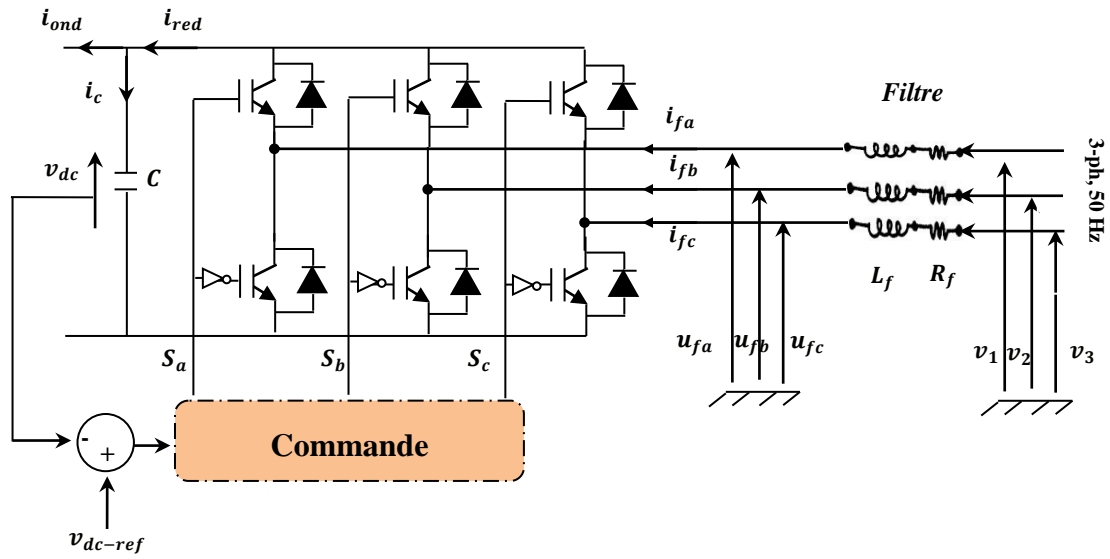 i_ond
i_red
i_c
v_dc
C
Filtre
i_fa
i_fb
i_fc
L_f
R_f
3-ph, 50 Hz
u_fa
u_fb
u_fc
v_1
v_2
v_3
S_a
S_b
S_c
-
+
Commande
v_dc-ref